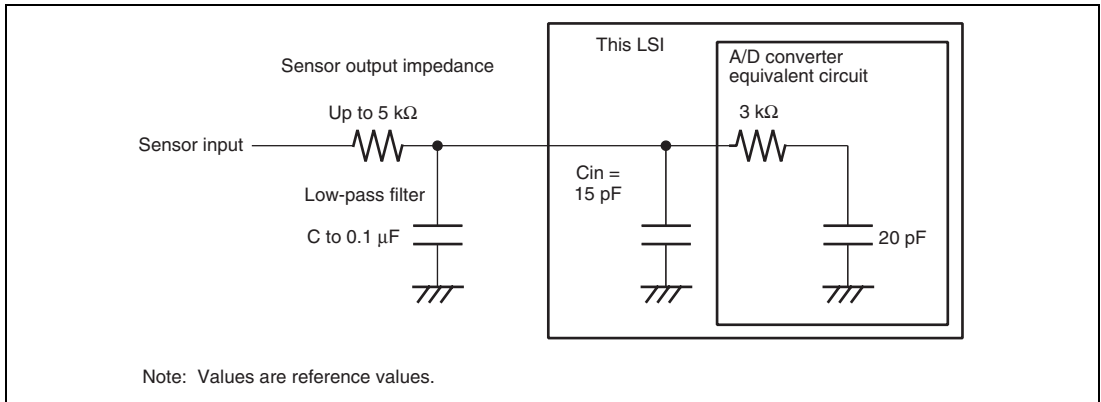 This LSI
A/D converter
equivalent circuit
Sensor output impedance
Up to 5 kΩ
3 kΩ
Sensor input
Cin =
15 pF
Low-pass filter
C to 0.1 μF
20 pF
Note: Values are reference values.